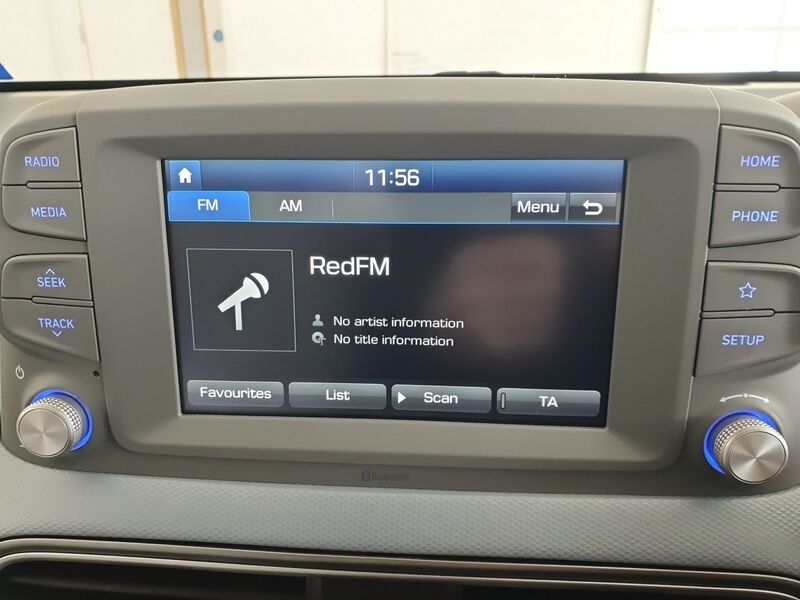 RADIO
MEDIA
SEEK
TRACK
11:56
FM AM Menu
RedFM
No artist information
No title information
Favourites List Scan TA
HOME
PHONE
SETUP
Bluetooth